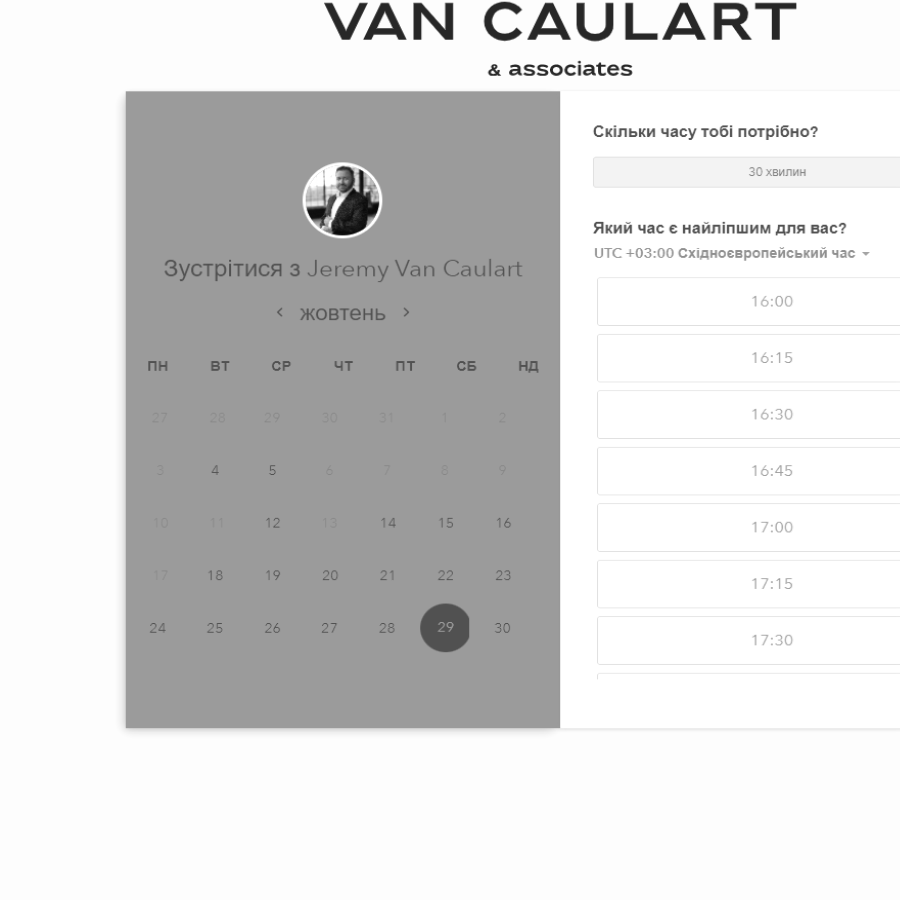 VAN CAULART
& associates
Зустрітися з Jeremy Van Caulart
жовтень
ПН ВТ СР ЧТ ПТ СБ НД
27 28 29 30 31 1 2
3 4 5 6 7 8 9
10 11 12 13 14 15 16
17 18 19 20 21 22 23
24 25 26 27 28 29 30
Скільки часу тобі потрібно?
30 хвилин
Який час є найліпшим для вас?
UTC +03:00 Східноєвропейський час
16:00
16:15
16:30
16:45
17:00
17:15
17:30